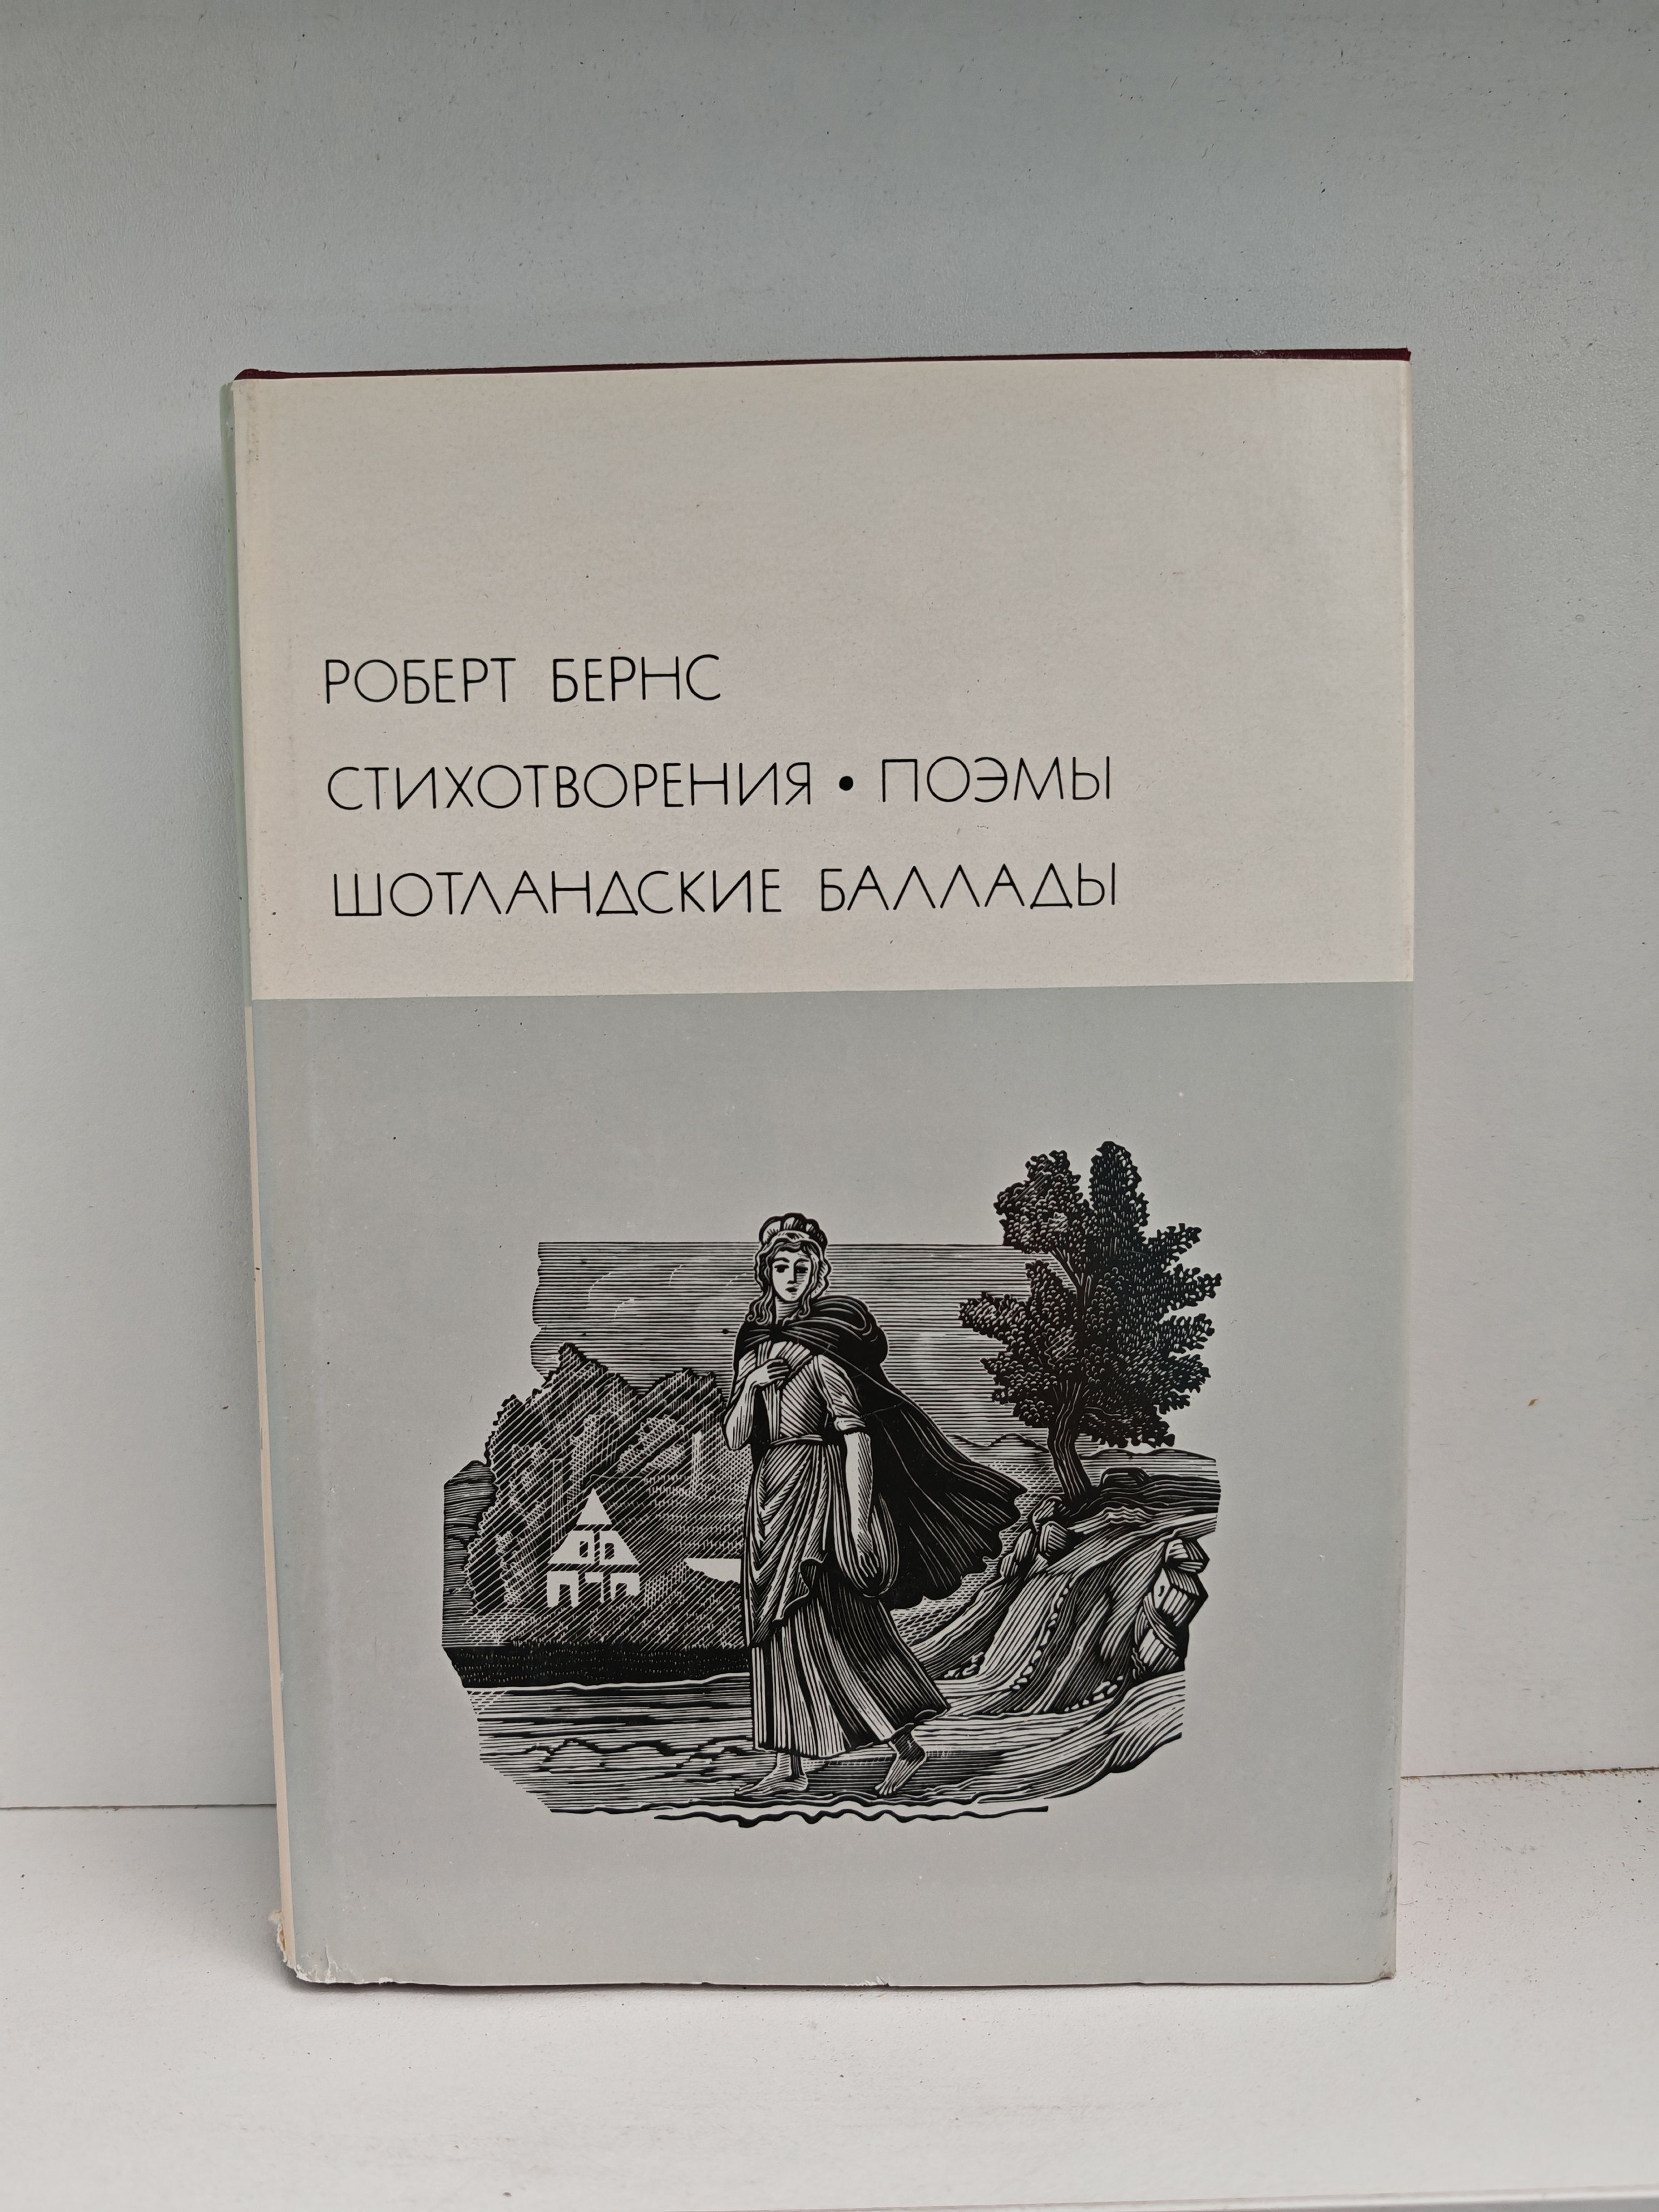 РОБЕРТ БЕРНС
СТИХОТВОРЕНИЯ • ПОЭМЫ
ШОТЛАНДСКИЕ БАЛЛАДЫ